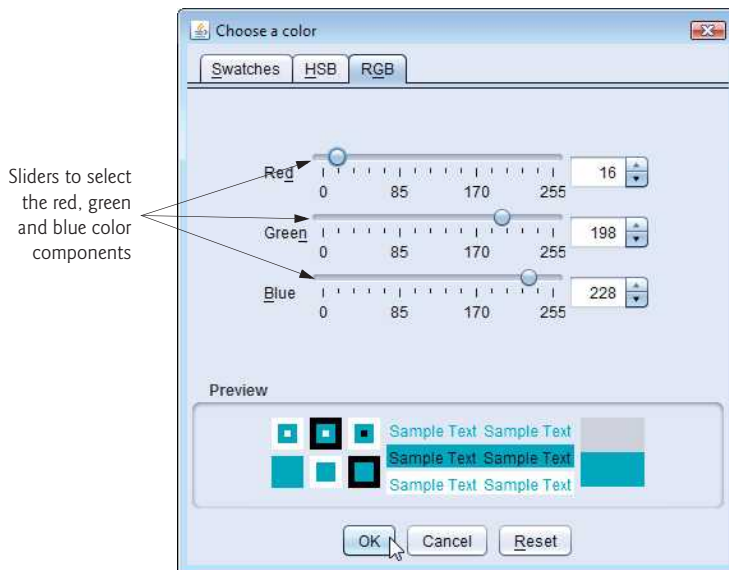 Choose a color
Swatches HSB RGB
Sliders to select
the red, green
and blue color
components
Red 16
0 85 170 255
Green 198
0 85 170 255
Blue 228
0 85 170 255
Preview
Sample Text Sample Text
Sample Text Sample Text
Sample Text Sample Text
OK Cancel Reset